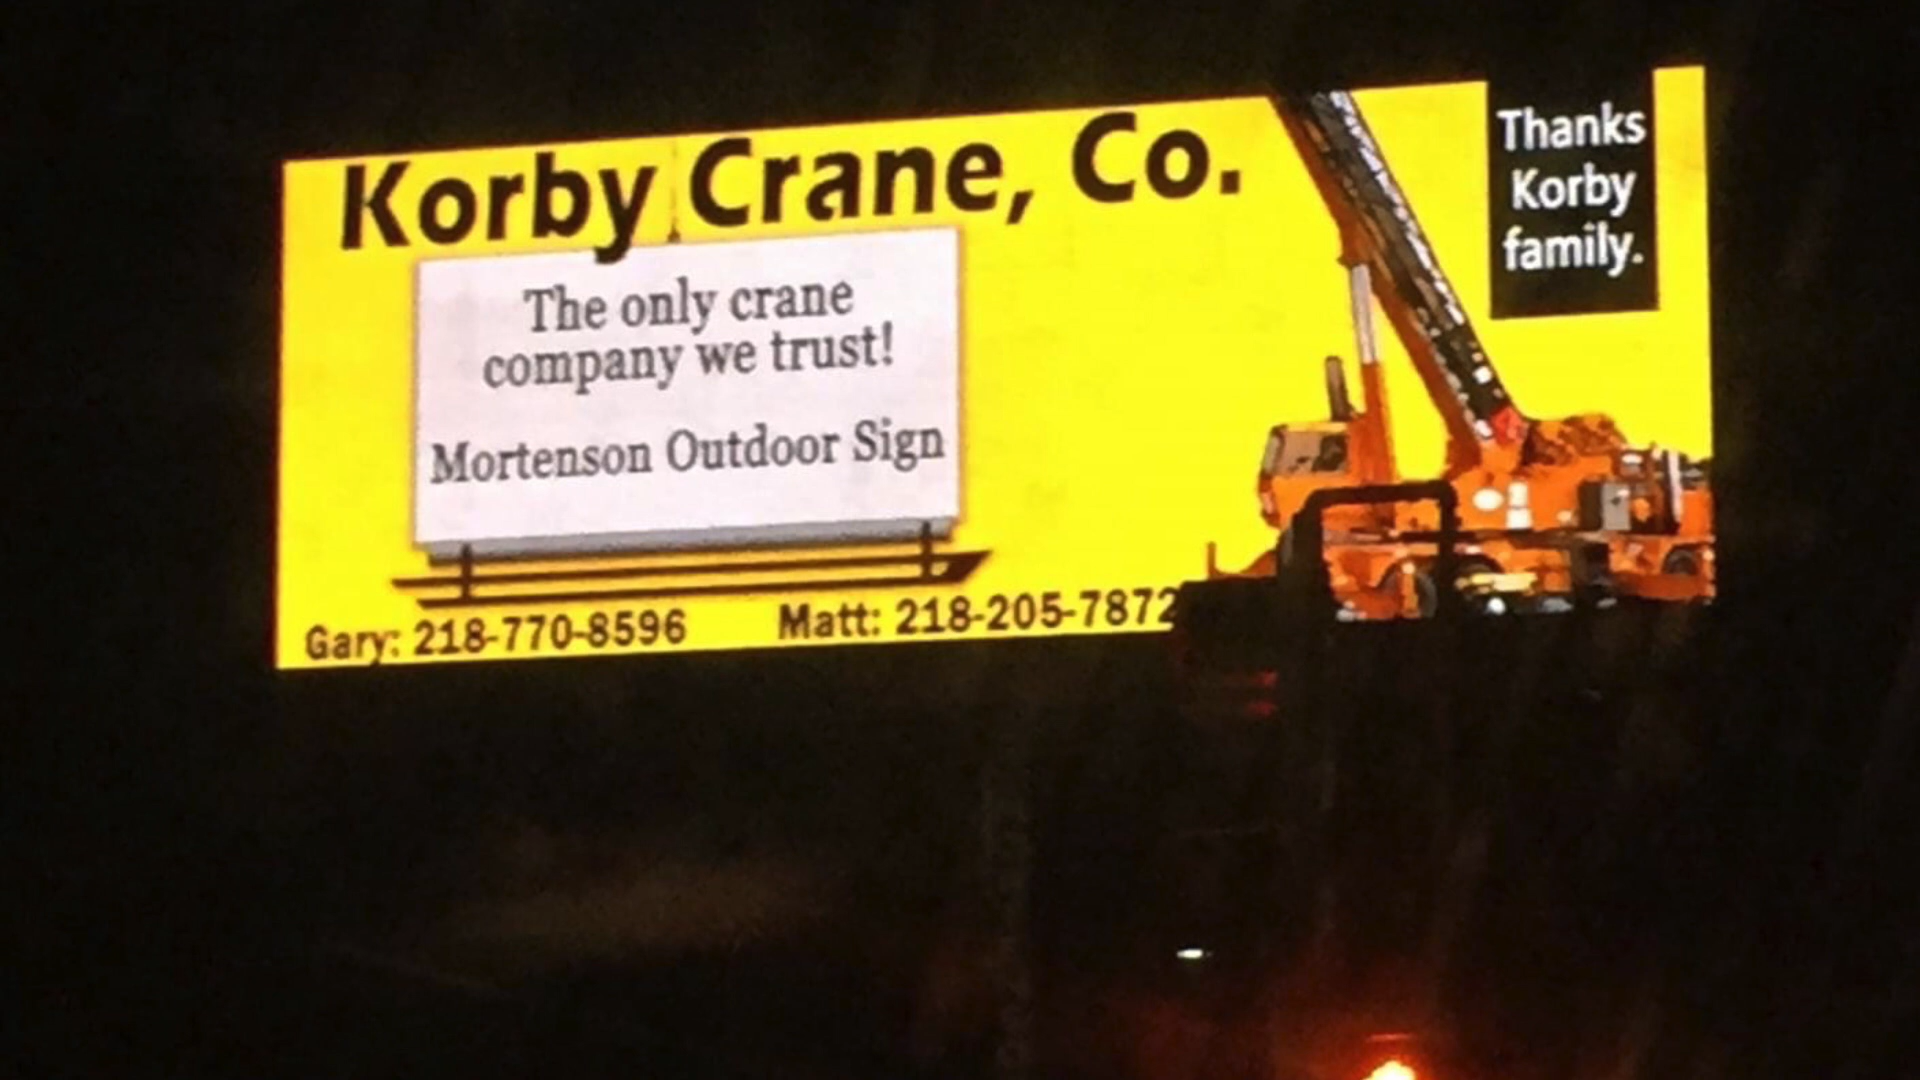 Korby Crane, Co.
The only crane
company we trust!
Mortenson Outdoor Sign
Gary: 218-770-8596
Matt: 218-205-7872
Thanks
Korby
family.